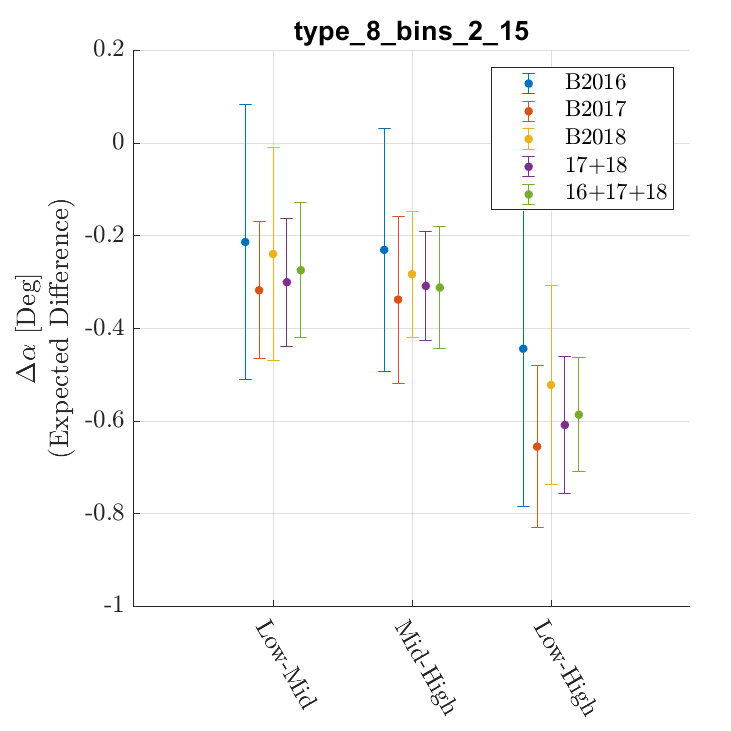 type_8_bins_2_15
0.2
0
-0.2
-0.4
-0.6
-0.8
-1
Δα [Deg]
(Expected Difference)
B2016
B2017
B2018
17+18
16+17+18
Low-Mid
Mid-High
Low-High